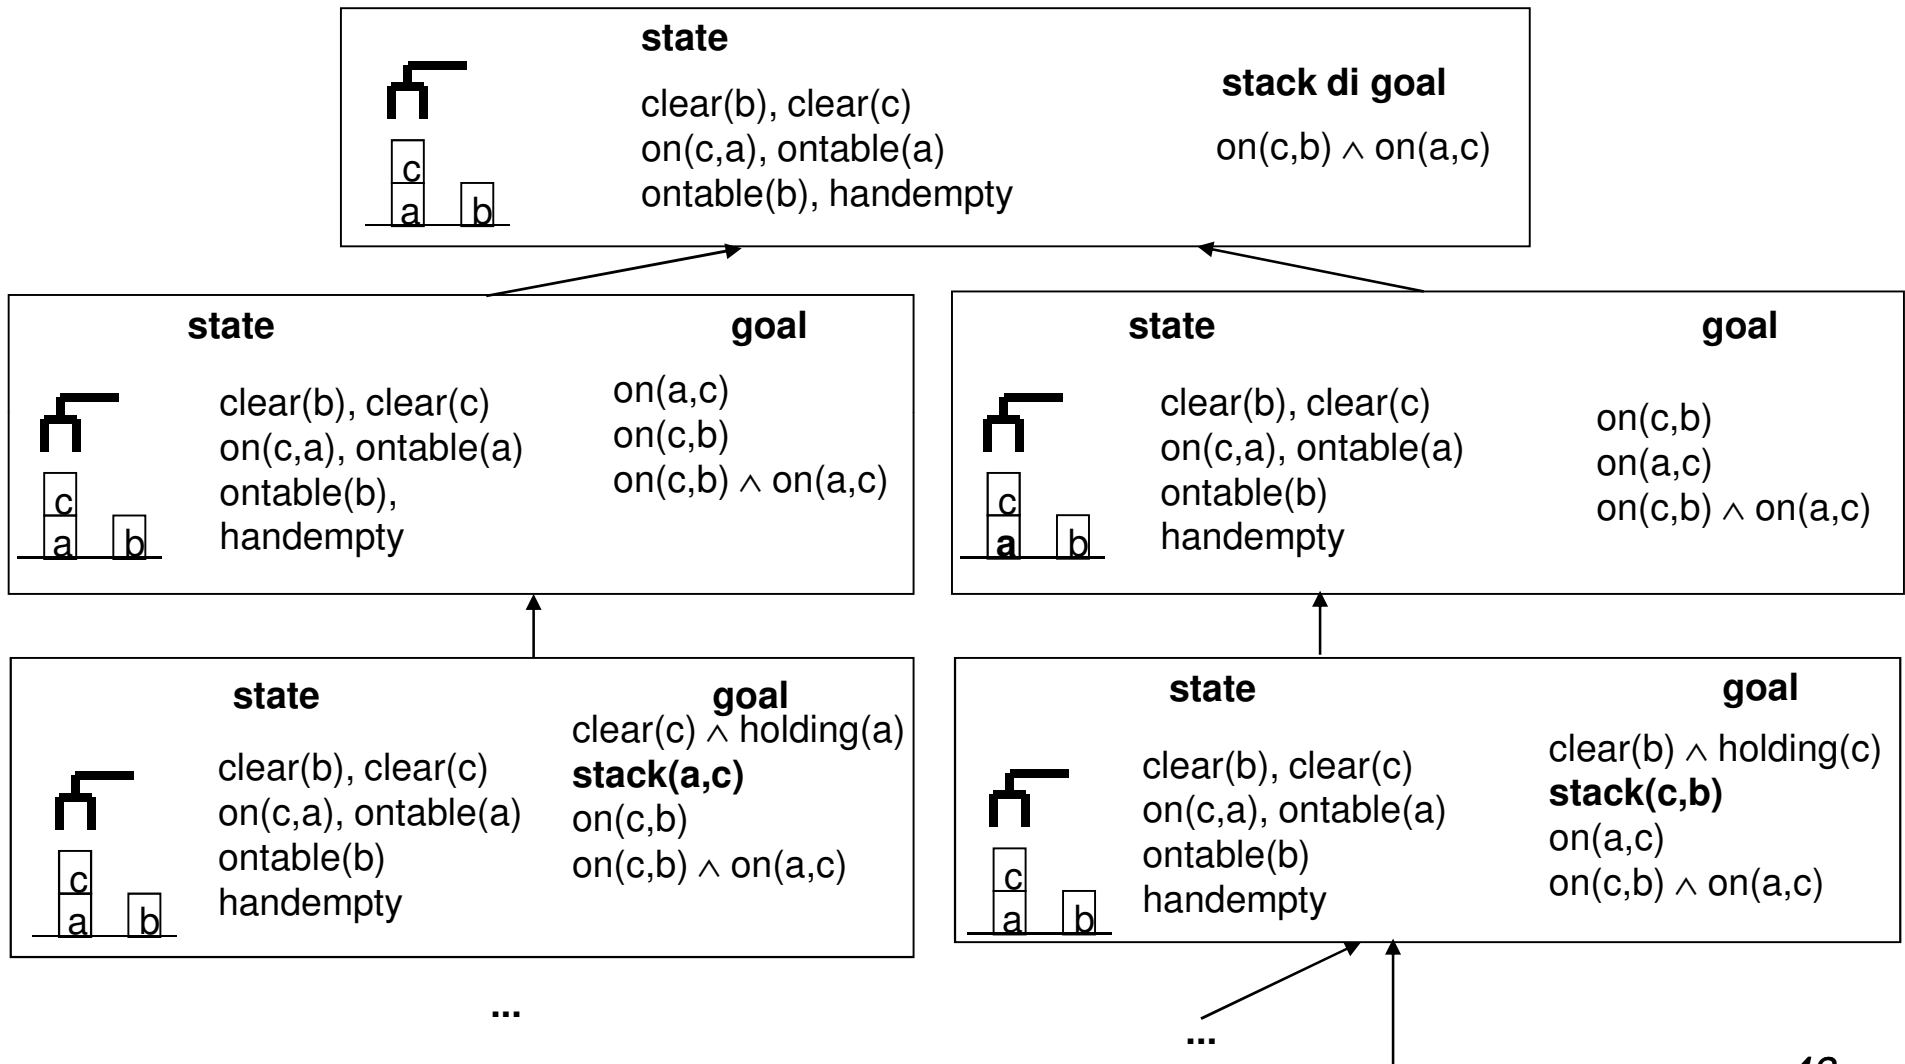 state
stack di goal
clear(b), clear(c)
on(c,a), ontable(a)
ontable(b), handempty
on(c,b) ∧ on(a,c)
c
a b
state goal
clear(b), clear(c)
on(c,a), ontable(a)
ontable(b),
handempty
on(a,c)
on(c,b)
on(c,b) ∧ on(a,c)
c
a b
state goal
clear(b), clear(c)
on(c,a), ontable(a)
ontable(b)
handempty
on(c,b)
on(a,c)
on(c,b) ∧ on(a,c)
c
a b
state goal
clear(b), clear(c)
on(c,a), ontable(a)
ontable(b)
handempty
clear(c) ∧ holding(a)
stack(a,c)
on(c,b)
on(c,b) ∧ on(a,c)
c
a b
...
state goal
clear(b), clear(c)
on(c,a), ontable(a)
ontable(b)
handempty
clear(b) ∧ holding(c)
stack(c,b)
on(a,c)
on(c,b) ∧ on(a,c)
c
a b
...